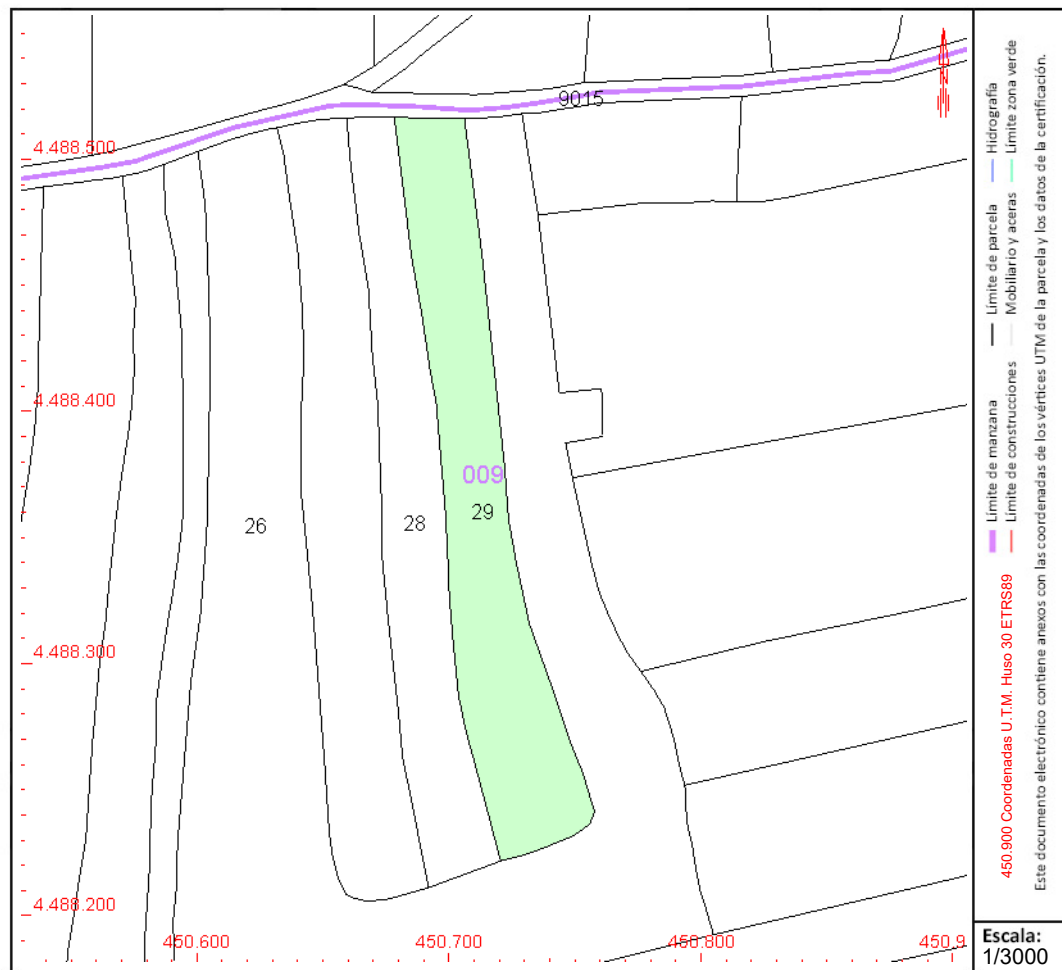 9015
4.488.500
4.488.400
009
29
28
26
4.488.300
4.488.200
450.600
450.700
450.800
450.9
N
Límite de manzana
Límite de parcela
Hidrografía
Límite de construcciones
Mobiliario y aceras
Límite zona verde
450.900 Coordenadas U.T.M. Huso 30 ETRS89
Este documento electrónico contiene anexos con las coordenadas de los vértices UTM de la parcela y los datos de la certificación.
Escala:
1/3000